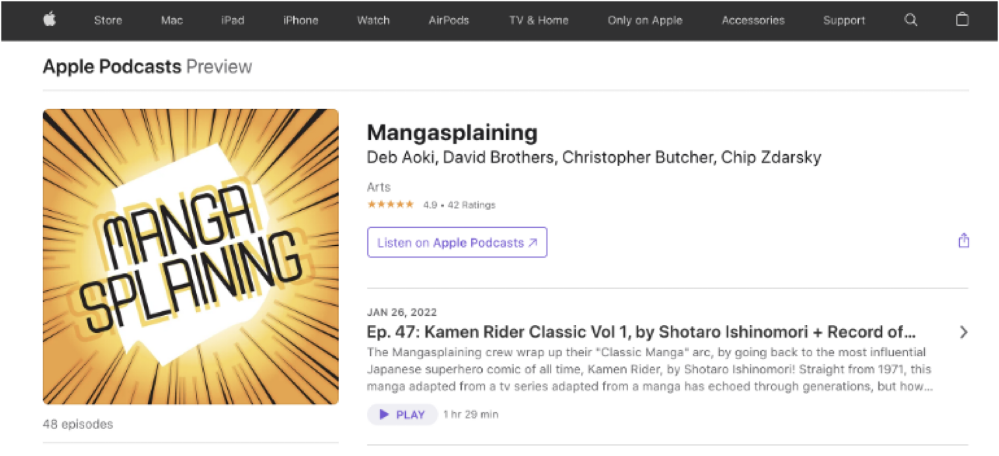 Store Mac iPad iPhone Watch AirPods TV & Home Only on Apple Accessories Support
Apple Podcasts Preview
MANGA
SPLAINING
48 episodes
Mangasplaining
Deb Aoki, David Brothers, Christopher Butcher, Chip Zdarsky
Arts
★★★★★ 4.9 • 42 Ratings
Listen on Apple Podcasts ↗
JAN 26, 2022
Ep. 47: Kamen Rider Classic Vol 1, by Shotaro Ishinomori + Record of...
The Mangasplaining crew wrap up their "Classic Manga" arc, by going back to the most influential
Japanese superhero comic of all time, Kamen Rider, by Shotaro Ishinomori! Straight from 1971, this
manga adapted from a tv series adapted from a manga has echoed through generations, but how...
PLAY 1 hr 29 min